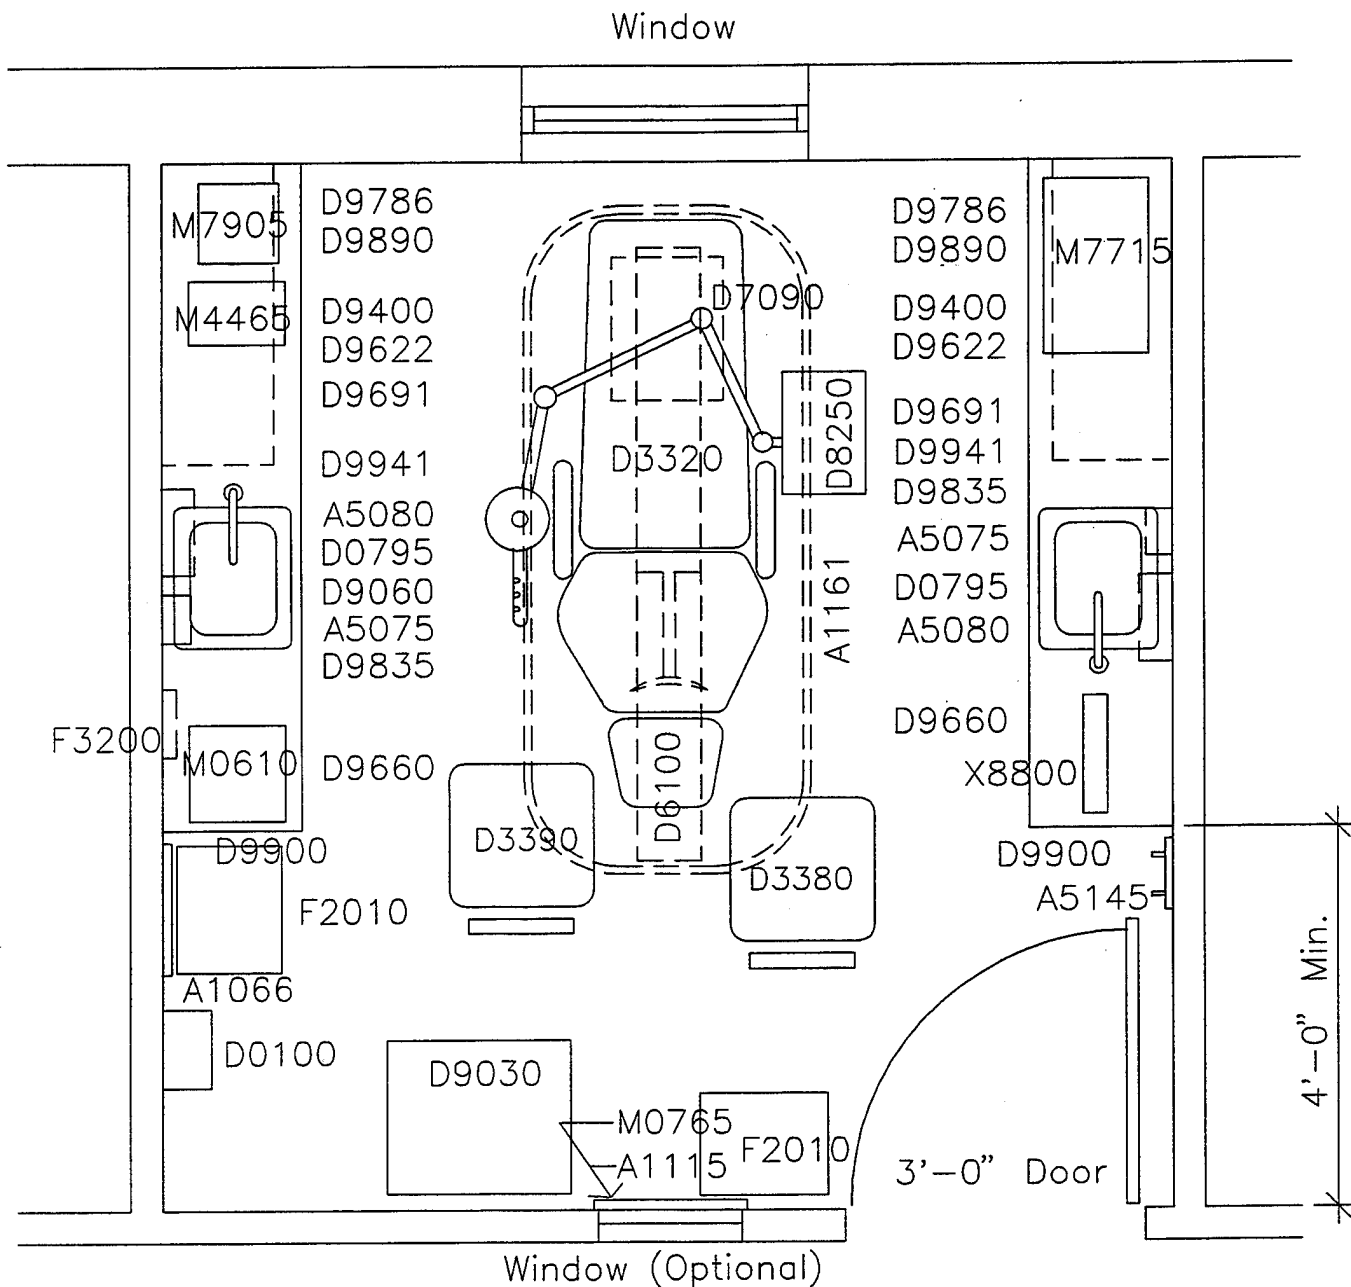 Window
M7905
D9786
D9890
M4465
D9400
D9622
D9691
D9941
A5080
D0795
D9060
A5075
D9835
F3200
M0610
D9660
D7090
D8250
D3320
A1161
D6100
D9786
D9890
M7715
D9400
D9622
D9691
D9941
D9835
A5075
D0795
A5080
D9660
X8800
D3390
D3380
D9900
F2010
A1066
D0100
D9030
M0765
A1115
F2010
D9900
A5145
3'-0" Door
4'-0" Min.
Window (Optional)